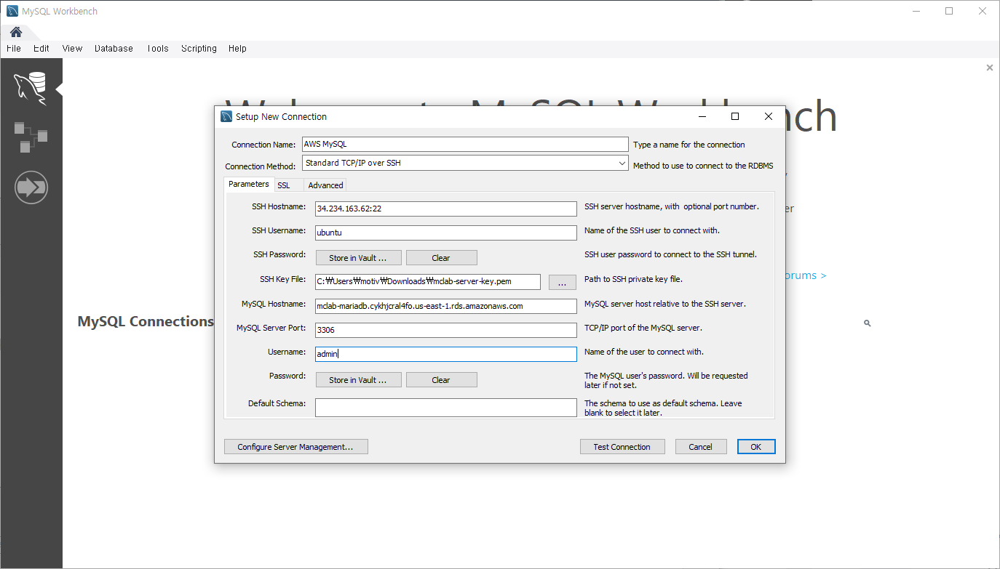 MySQL Workbench
File Edit View Database Tools Scripting Help
Setup New Connection
Connection Name: AWS MySQL Type a name for the connection
Connection Method: Standard TCP/IP over SSH Method to use to connect to the RDBMS
Parameters SSL Advanced
SSH Hostname: 34.234.163.62:22 SSH server hostname, with optional port number.
SSH Username: ubuntu Name of the SSH user to connect with.
SSH Password: Store in Vault ... Clear SSH user password to connect to the SSH tunnel.
SSH Key File: C:₩Users₩motiv₩Downloads₩mclab-server-key.pem ... Path to SSH private key file.
MySQL Hostname: mclab-mariadb.cykhjcral4fo.us-east-1.rds.amazonaws.com MySQL server host relative to the SSH server.
MySQL Server Port: 3306 TCP/IP port of the MySQL server.
Username: admin Name of the user to connect with.
Password: Store in Vault ... Clear The MySQL user's password. Will be requested
later if not set.
Default Schema: The schema to use as default schema. Leave
blank to select it later.
Configure Server Management... Test Connection Cancel OK
orums >
MySQL Connections